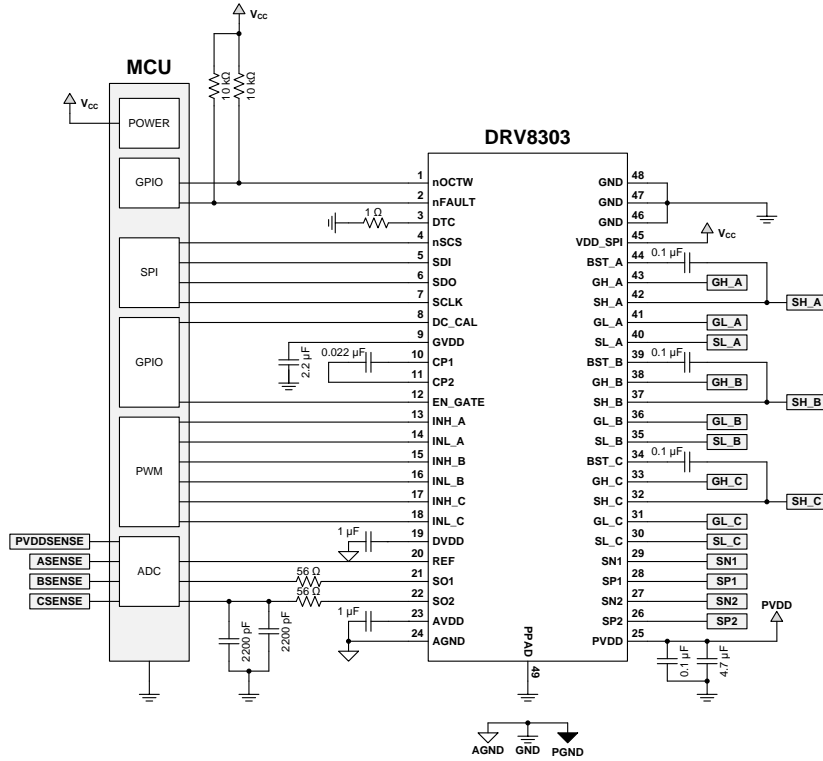 VCC
MCU
10 kΩ
10 kΩ
VCC
POWER
GPIO
SPI
GPIO
PWM
ADC
PVDDSENSE
ASENSE
BSENSE
CSENSE
DRV8303
1 nOCTW
2 nFAULT
1 Ω
3 DTC
4 nSCS
5 SDI
6 SDO
7 SCLK
8 DC_CAL
9 GVDD
2.2 µF
0.022 µF
10 CP1
11 CP2
12 EN_GATE
13 INH_A
14 INL_A
15 INH_B
16 INL_B
17 INH_C
18 INL_C
1 µF
19 DVDD
20 REF
56 Ω
21 SO1
56 Ω
22 SO2
2200 pF
2200 pF
1 µF
23 AVDD
24 AGND
GND 48
GND 47
GND 46
VDD_SPI 45
VCC
BST_A 44
0.1 µF
GH_A 43 GH_A
SH_A 42 SH_A
GL_A 41 GL_A
SL_A 40 SL_A
BST_B 39
0.1 µF
GH_B 38 GH_B
SH_B 37 SH_B
GL_B 36 GL_B
SL_B 35 SL_B
BST_C 34
0.1 µF
GH_C 33 GH_C
SH_C 32 SH_C
GL_C 31 GL_C
SL_C 30 SL_C
SN1 29 SN1
SP1 28 SP1
SN2 27 SN2
SP2 26 SP2
PVDD 25
PVDD
0.1 µF
4.7 µF
PPAD
49
AGND GND PGND